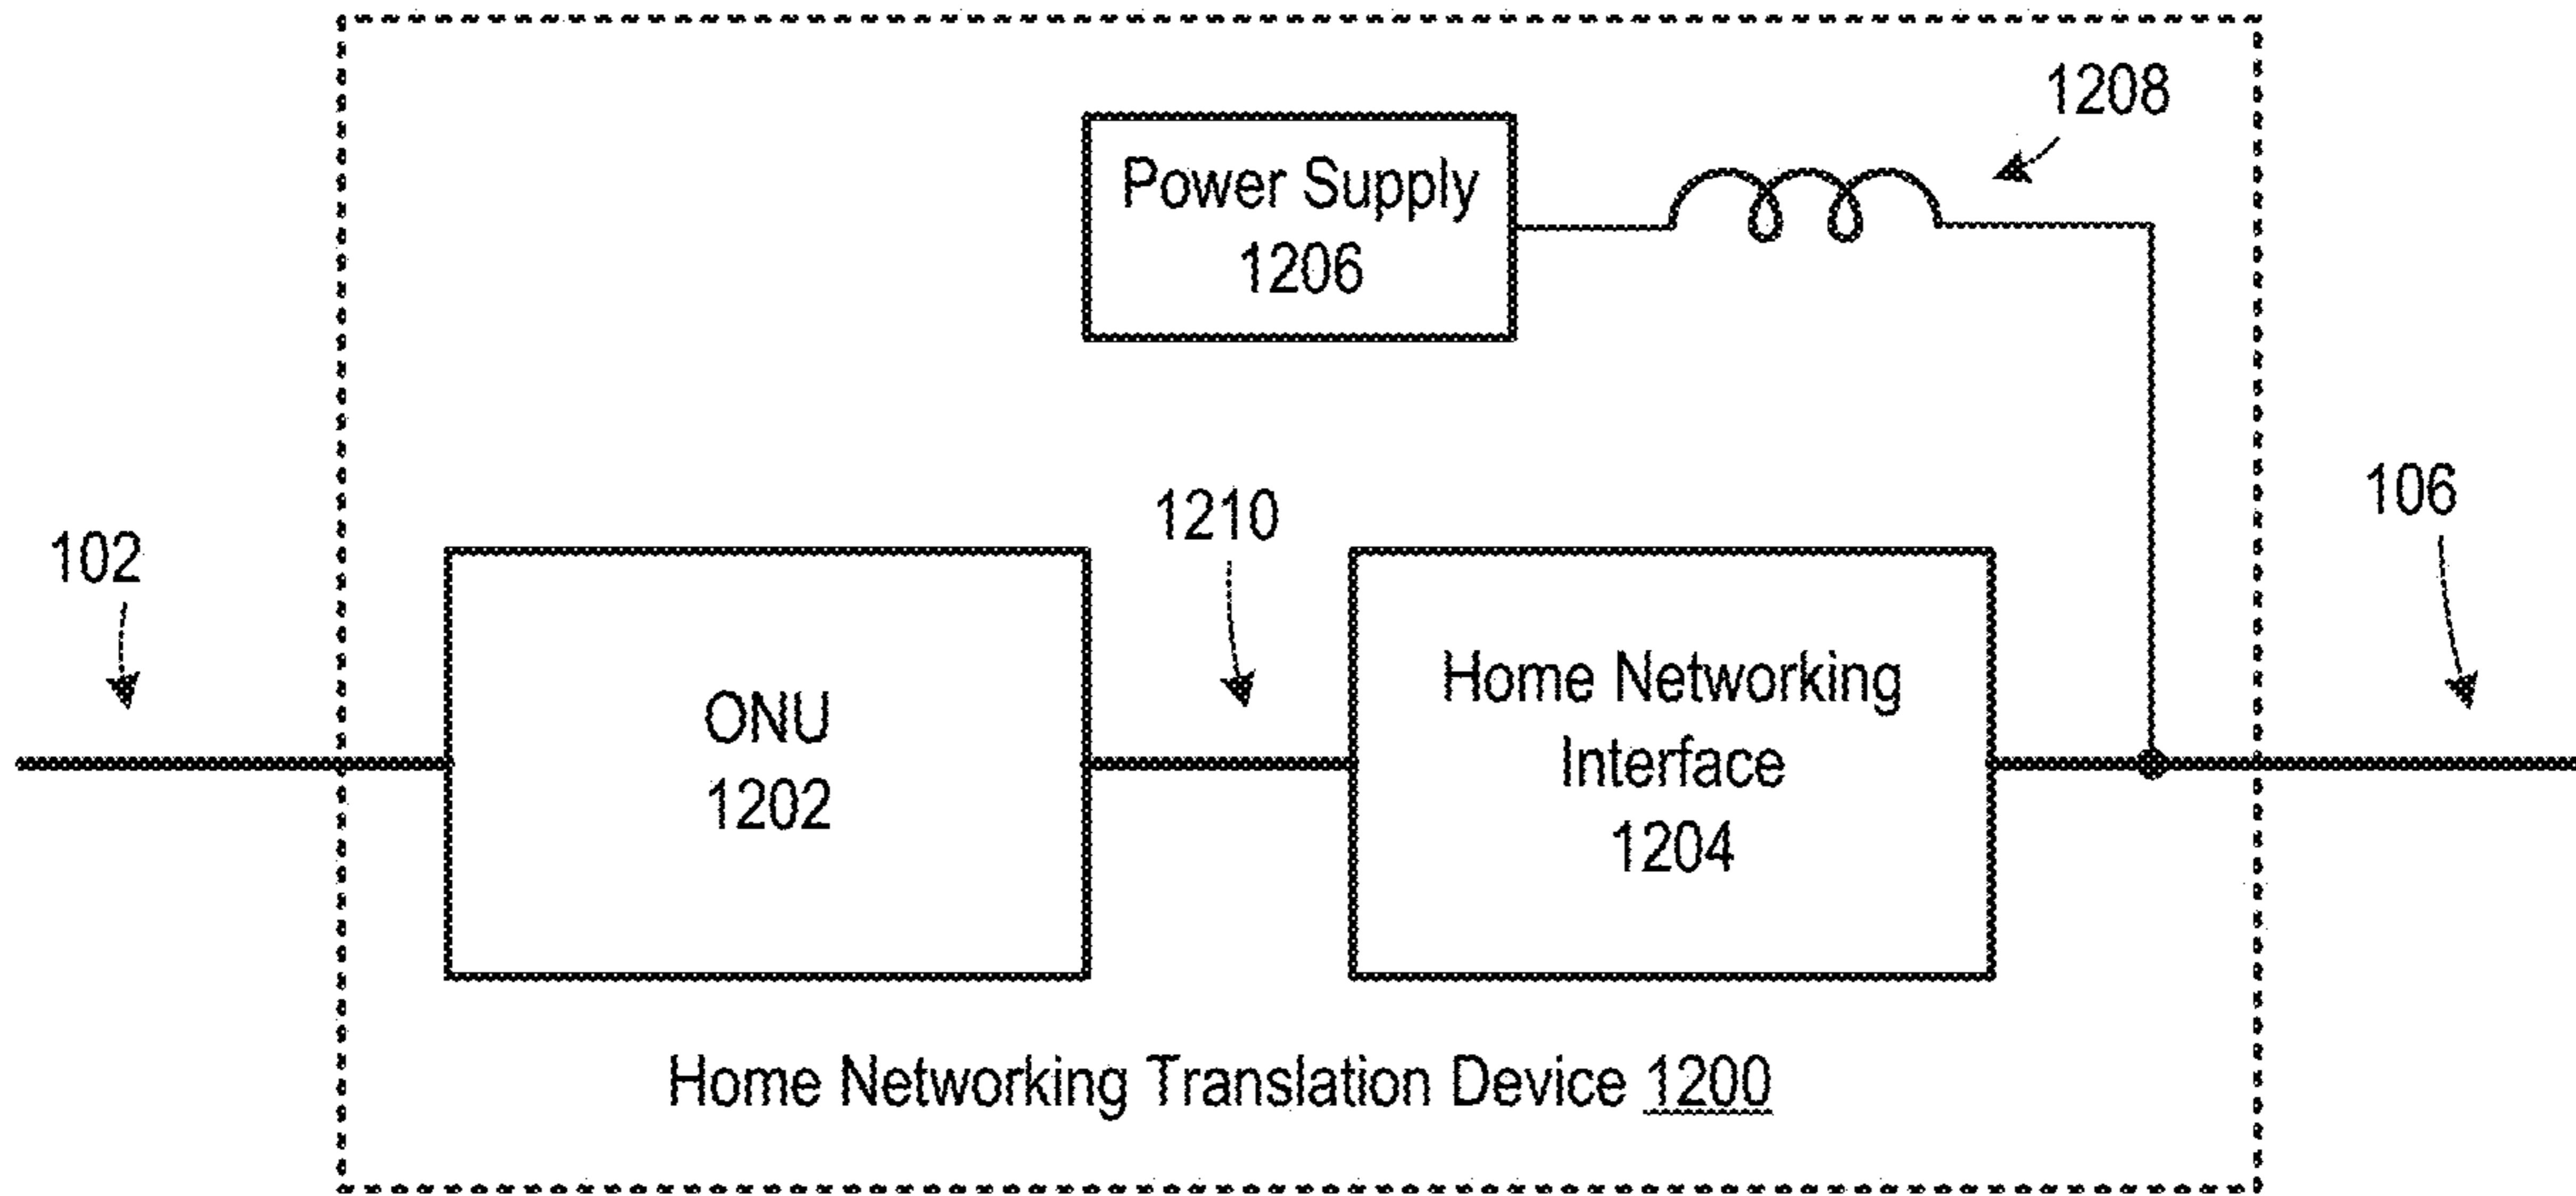 1208
Power Supply
1206
1210
106
102
ONU
1202
Home Networking
Interface
1204
Home Networking Translation Device 1200